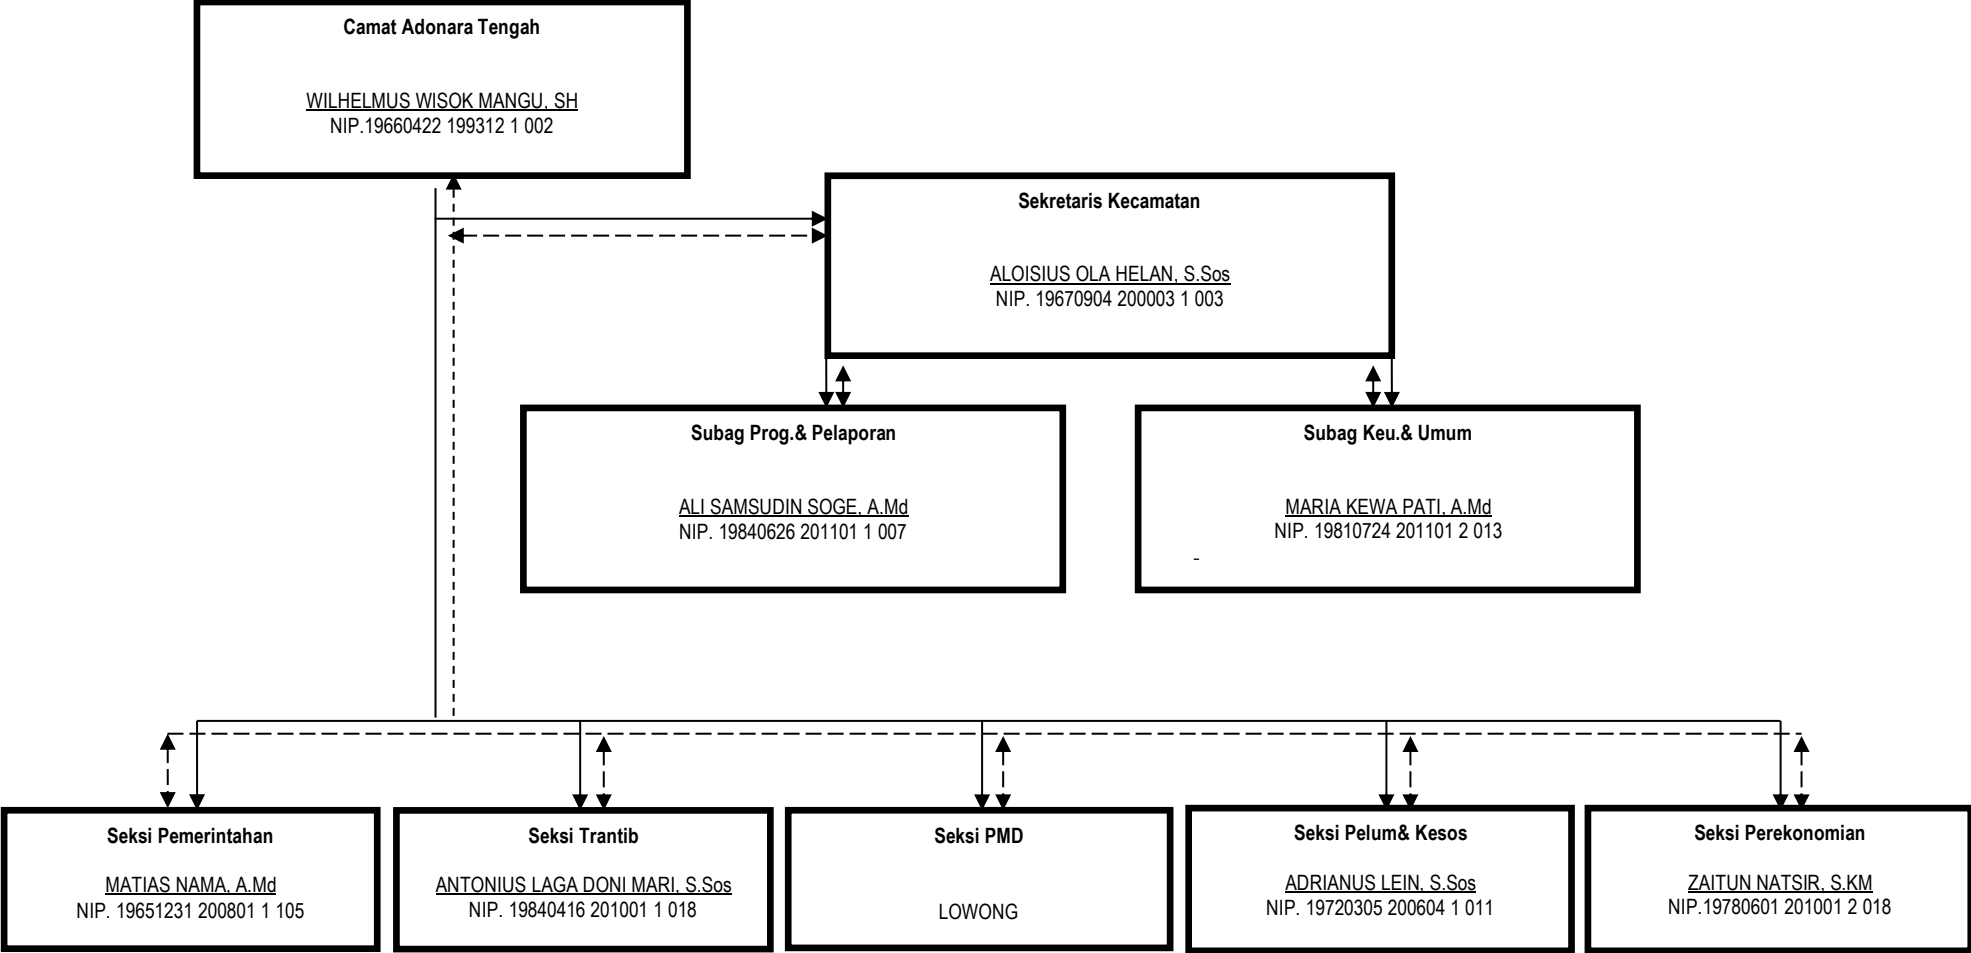 Camat Adonara Tengah
WILHELMUS WISOK MANGU, SH
NIP.19660422 199312 1 002
Sekretaris Kecamatan
ALOISIUS OLA HELAN, S.Sos
NIP. 19670904 200003 1 003
Subag Prog.& Pelaporan
ALI SAMSUDIN SOGE, A.Md
NIP. 19840626 201101 1 007
Subag Keu.& Umum
MARIA KEWA PATI, A.Md
NIP. 19810724 201101 2 013
-
Seksi Pemerintahan
MATIAS NAMA, A.Md
NIP. 19651231 200801 1 105
Seksi Trantib
ANTONIUS LAGA DONI MARI, S.Sos
NIP. 19840416 201001 1 018
Seksi PMD
LOWONG
Seksi Pelum& Kesos
ADRIANUS LEIN, S.Sos
NIP. 19720305 200604 1 011
Seksi Perekonomian
ZAITUN NATSIR, S.KM
NIP.19780601 201001 2 018